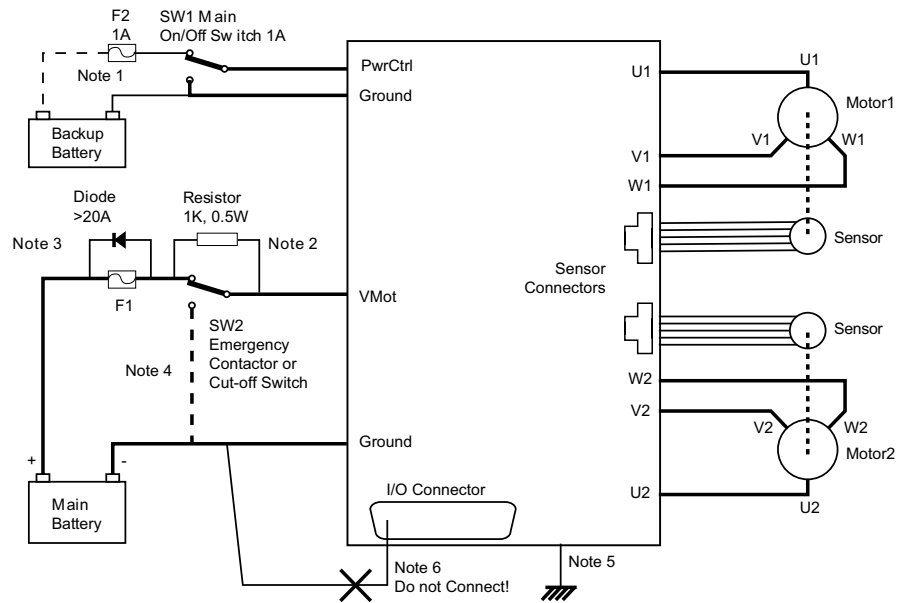 F2
1A
SW1 Main
On/Off Switch 1A
Note 1
PwrCtrl
Ground
Backup
Battery
U1
U1
Motor1
V1
W1
V1
W1
Diode
>20A
Resistor
1K, 0.5W
Note 3
Note 2
F1
VMot
Sensor
Connectors
Sensor
Sensor
SW2
Emergency
Contactor or
Cut-off Switch
Note 4
W2
V2
V2
W2
Motor2
U2
U2
Ground
+
-
Main
Battery
I/O Connector
Note 6
Do not Connect!
Note 5